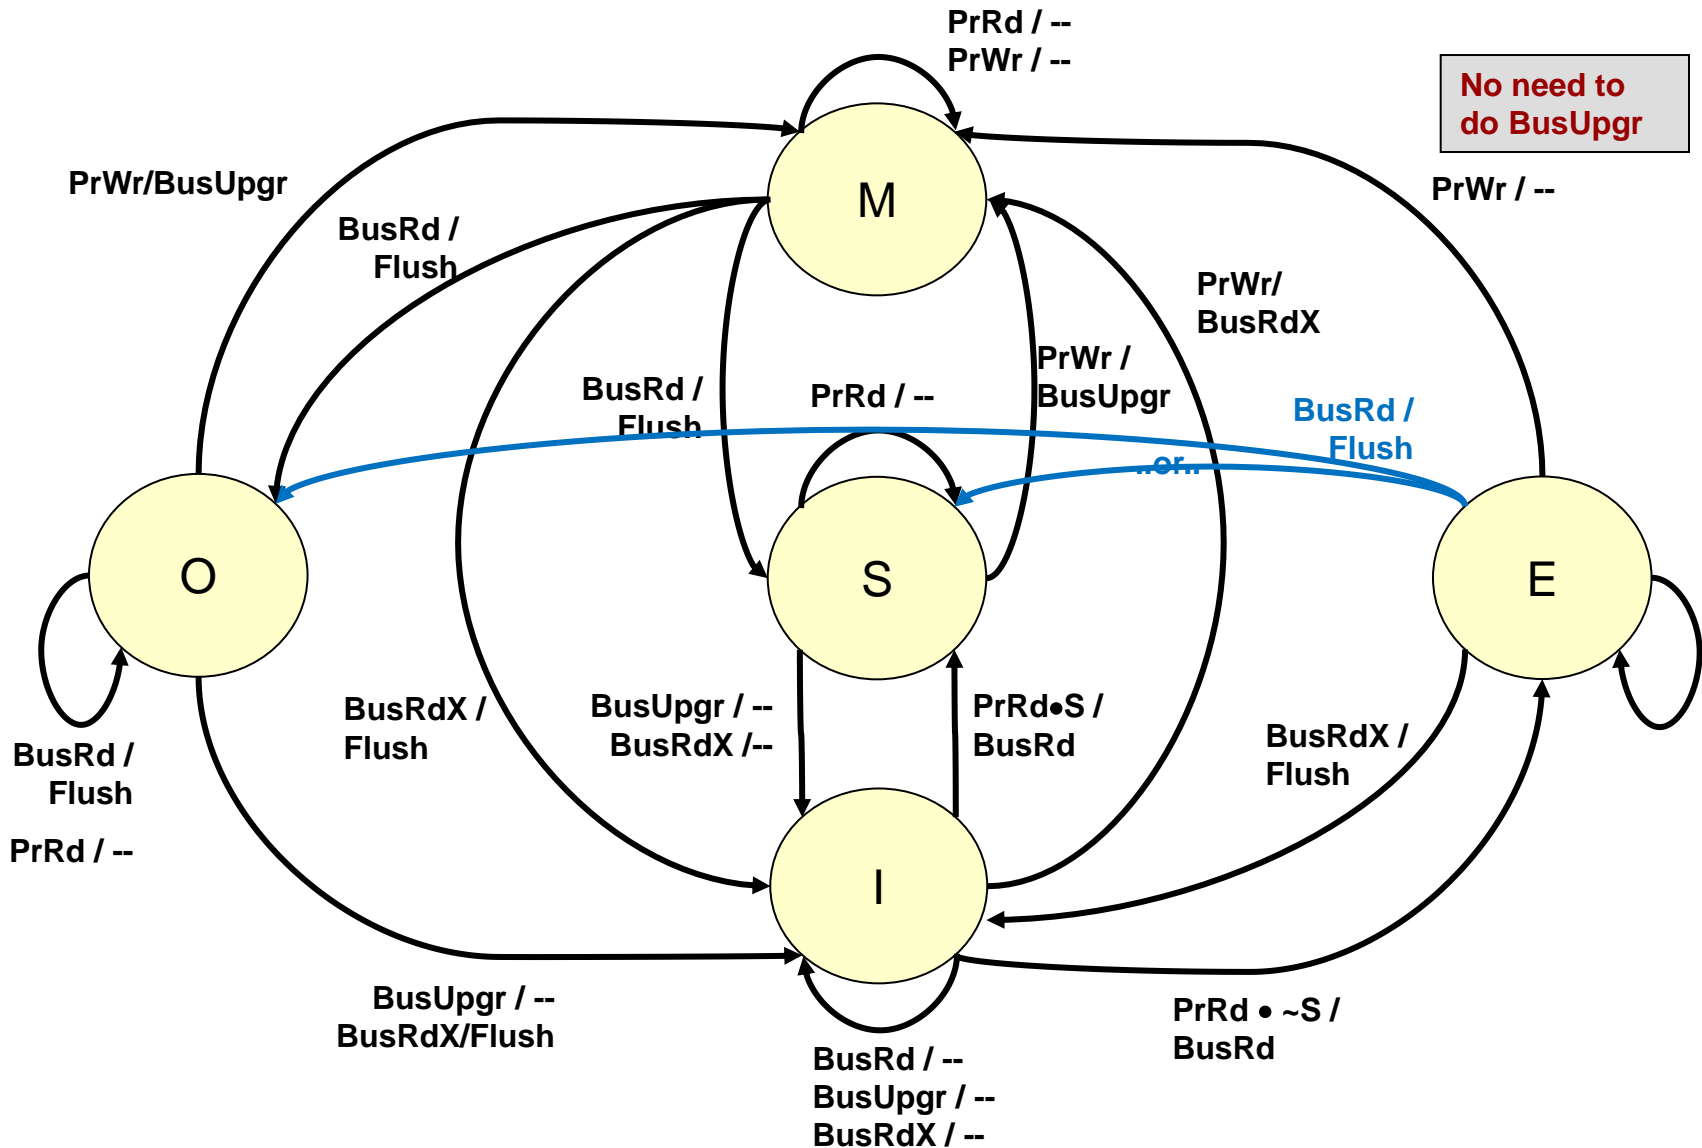 PrRd / --
PrWr / --
No need to
do BusUpgr
PrWr/BusUpgr
PrWr / --
M
BusRd /
Flush
PrWr/
BusRdX
PrWr /
BusUpgr
BusRd /
Flush
PrRd / --
BusRd /
Flush
..or..
O
S
E
BusRdX /
Flush
BusUpgr / --
BusRdX /--
PrRd●S /
BusRd
BusRdX /
Flush
BusRd /
Flush
PrRd / --
I
BusUpgr / --
BusRdX/Flush
PrRd ● ~S /
BusRd
BusRd / --
BusUpgr / --
BusRdX / --